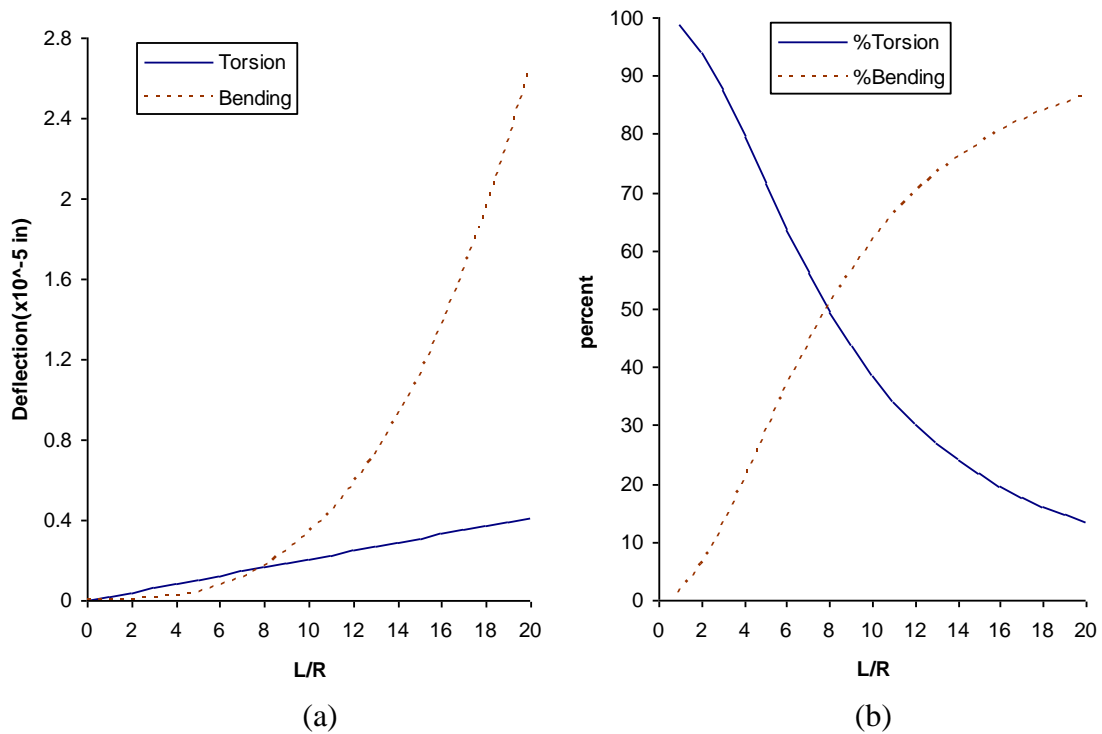 Torsion
Bending
2.8
2.4
2
1.6
1.2
0.8
0.4
0
Deflection(x10^-5 in)
0 2 4 6 8 10 12 14 16 18 20
L/R
(a)
%Torsion
%Bending
100
90
80
70
60
50
40
30
20
10
0
percent
0 2 4 6 8 10 12 14 16 18 20
L/R
(b)